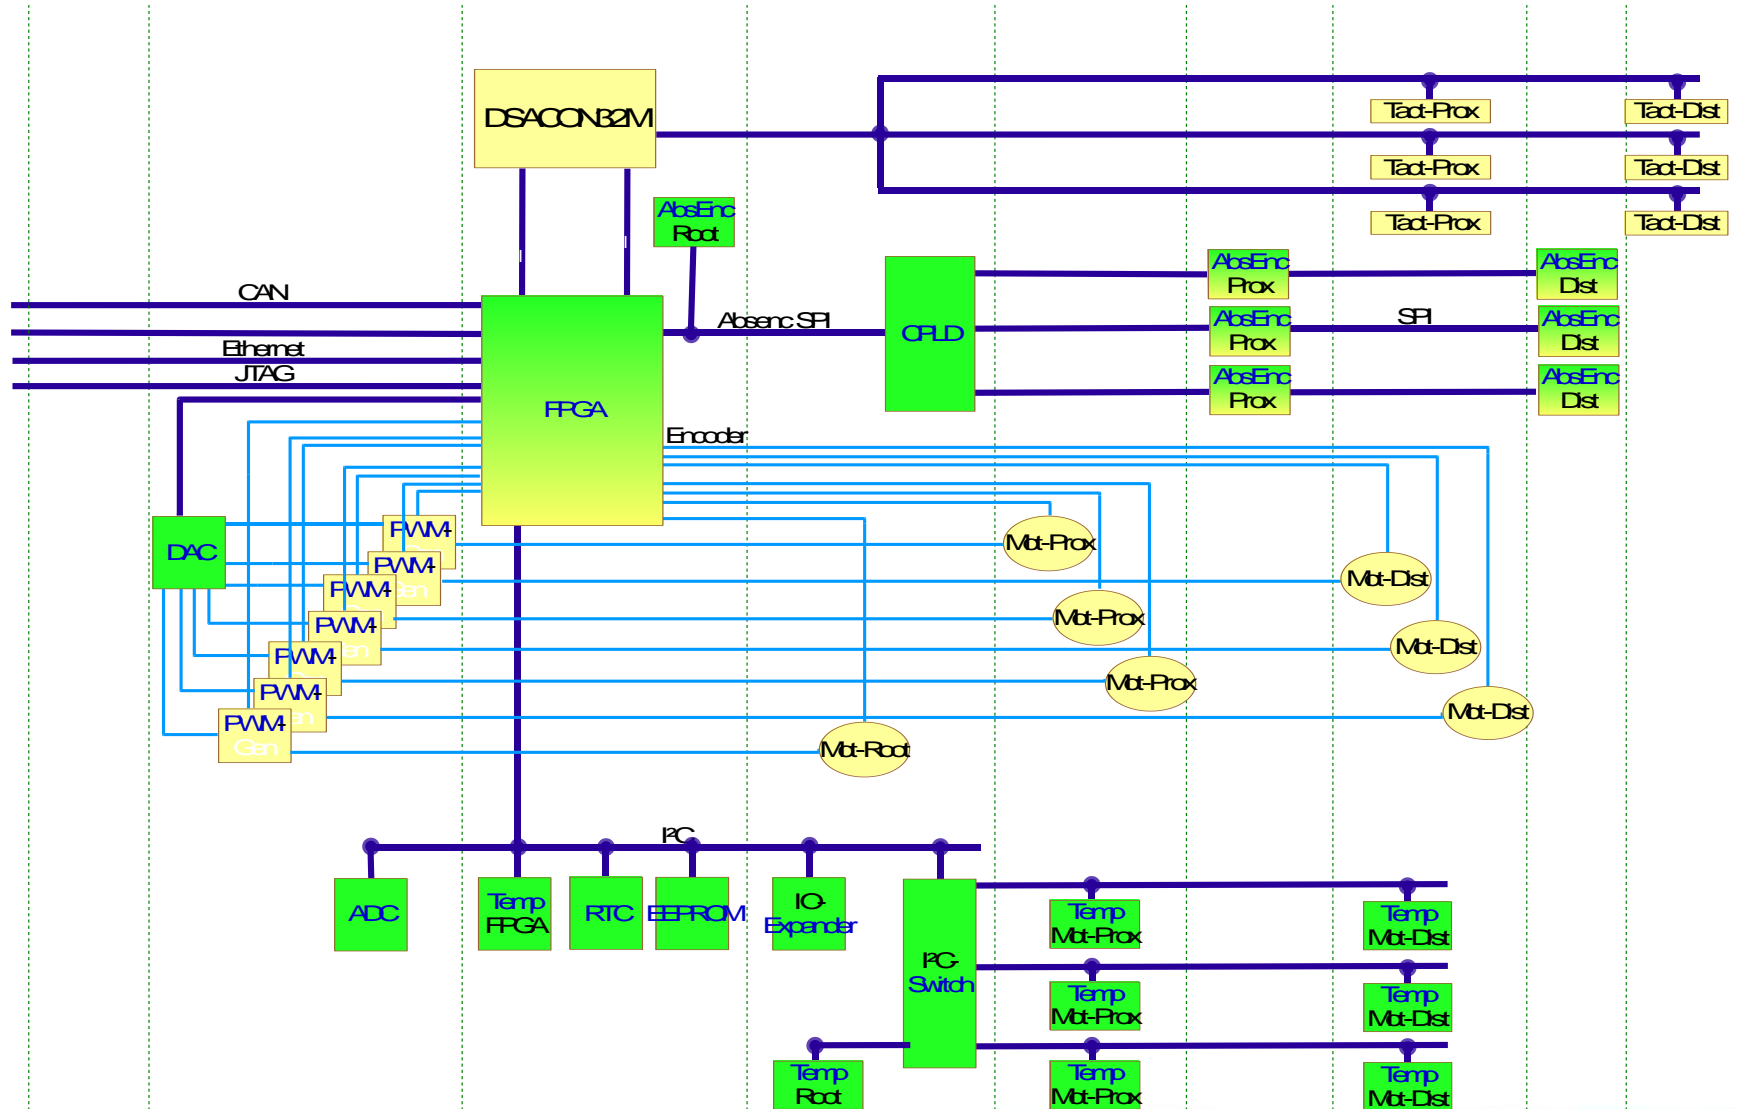 DSACON32M
Tact-Prox
Tact-Dist
Tact-Prox
Tact-Dist
Tact-Prox
Tact-Dist
AbsEnc
Root
CAN
Ethernet
JTAG
FPGA
Absenc SPI
CPLD
AbsEnc
Prox
AbsEnc
Dist
AbsEnc
Prox
SPI
AbsEnc
Dist
AbsEnc
Prox
AbsEnc
Dist
Encoder
DAC
PWM-
PWM-
Gen
PWM-
PWM-
Gen
PWM-
PWM-
Gen
PWM-
Gen
Mot-Prox
Mot-Dist
Mot-Prox
Mot-Dist
Mot-Prox
Mot-Dist
Mot-Root
I²C
ADC
Temp
FPGA
RTC
EEPROM
IO-
Expander
I²C-
Switch
Temp
Mot-Prox
Temp
Mot-Dist
Temp
Mot-Prox
Temp
Mot-Dist
Temp
Root
Temp
Mot-Prox
Temp
Mot-Dist